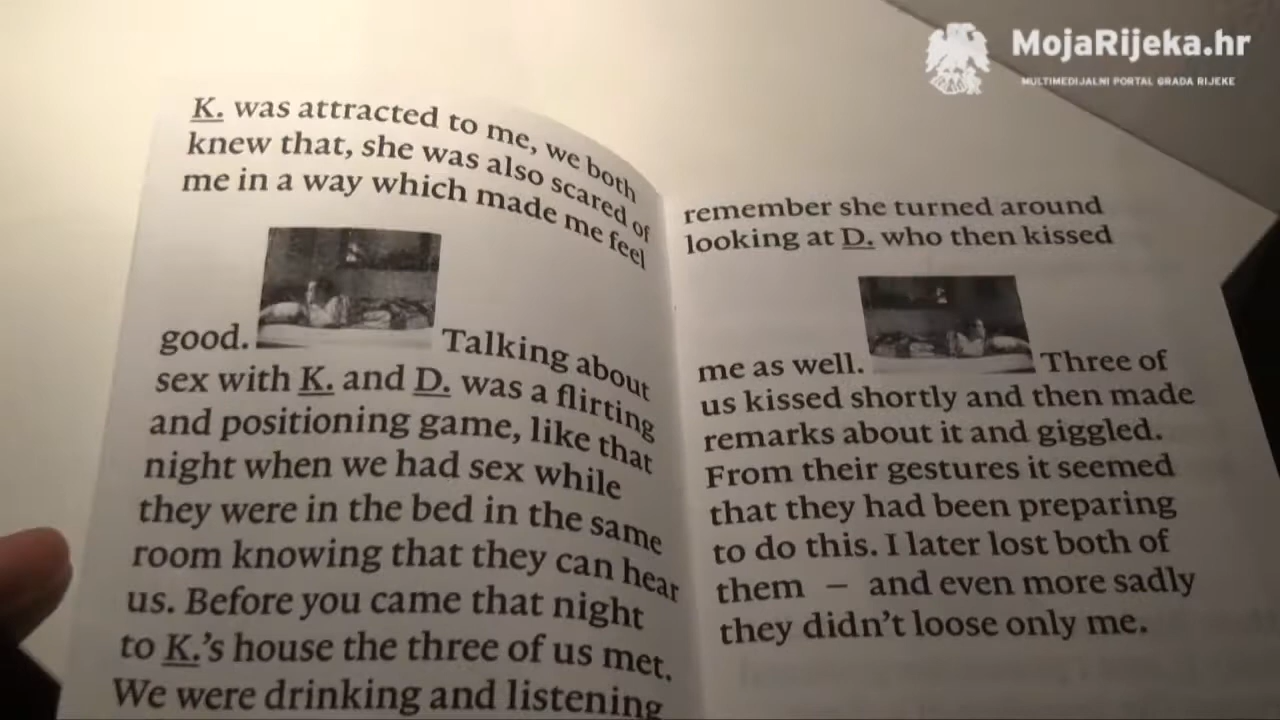 MojaRijeka.hr
MULTIMEDIJALNI PORTAL GRADA RIJEKE
K. was attracted to me, we both
knew that, she was also scared of
me in a way which made me feel
good. Talking about
sex with K. and D. was a flirting
and positioning game, like that
night when we had sex while
they were in the bed in the same
room knowing that they can hear
us. Before you came that night
to K.'s house the three of us met.
We were drinking and listening
remember she turned around
looking at D. who then kissed
me as well. Three of
us kissed shortly and then made
remarks about it and giggled.
From their gestures it seemed
that they had been preparing
to do this. I later lost both of
them – and even more sadly
they didn't loose only me.